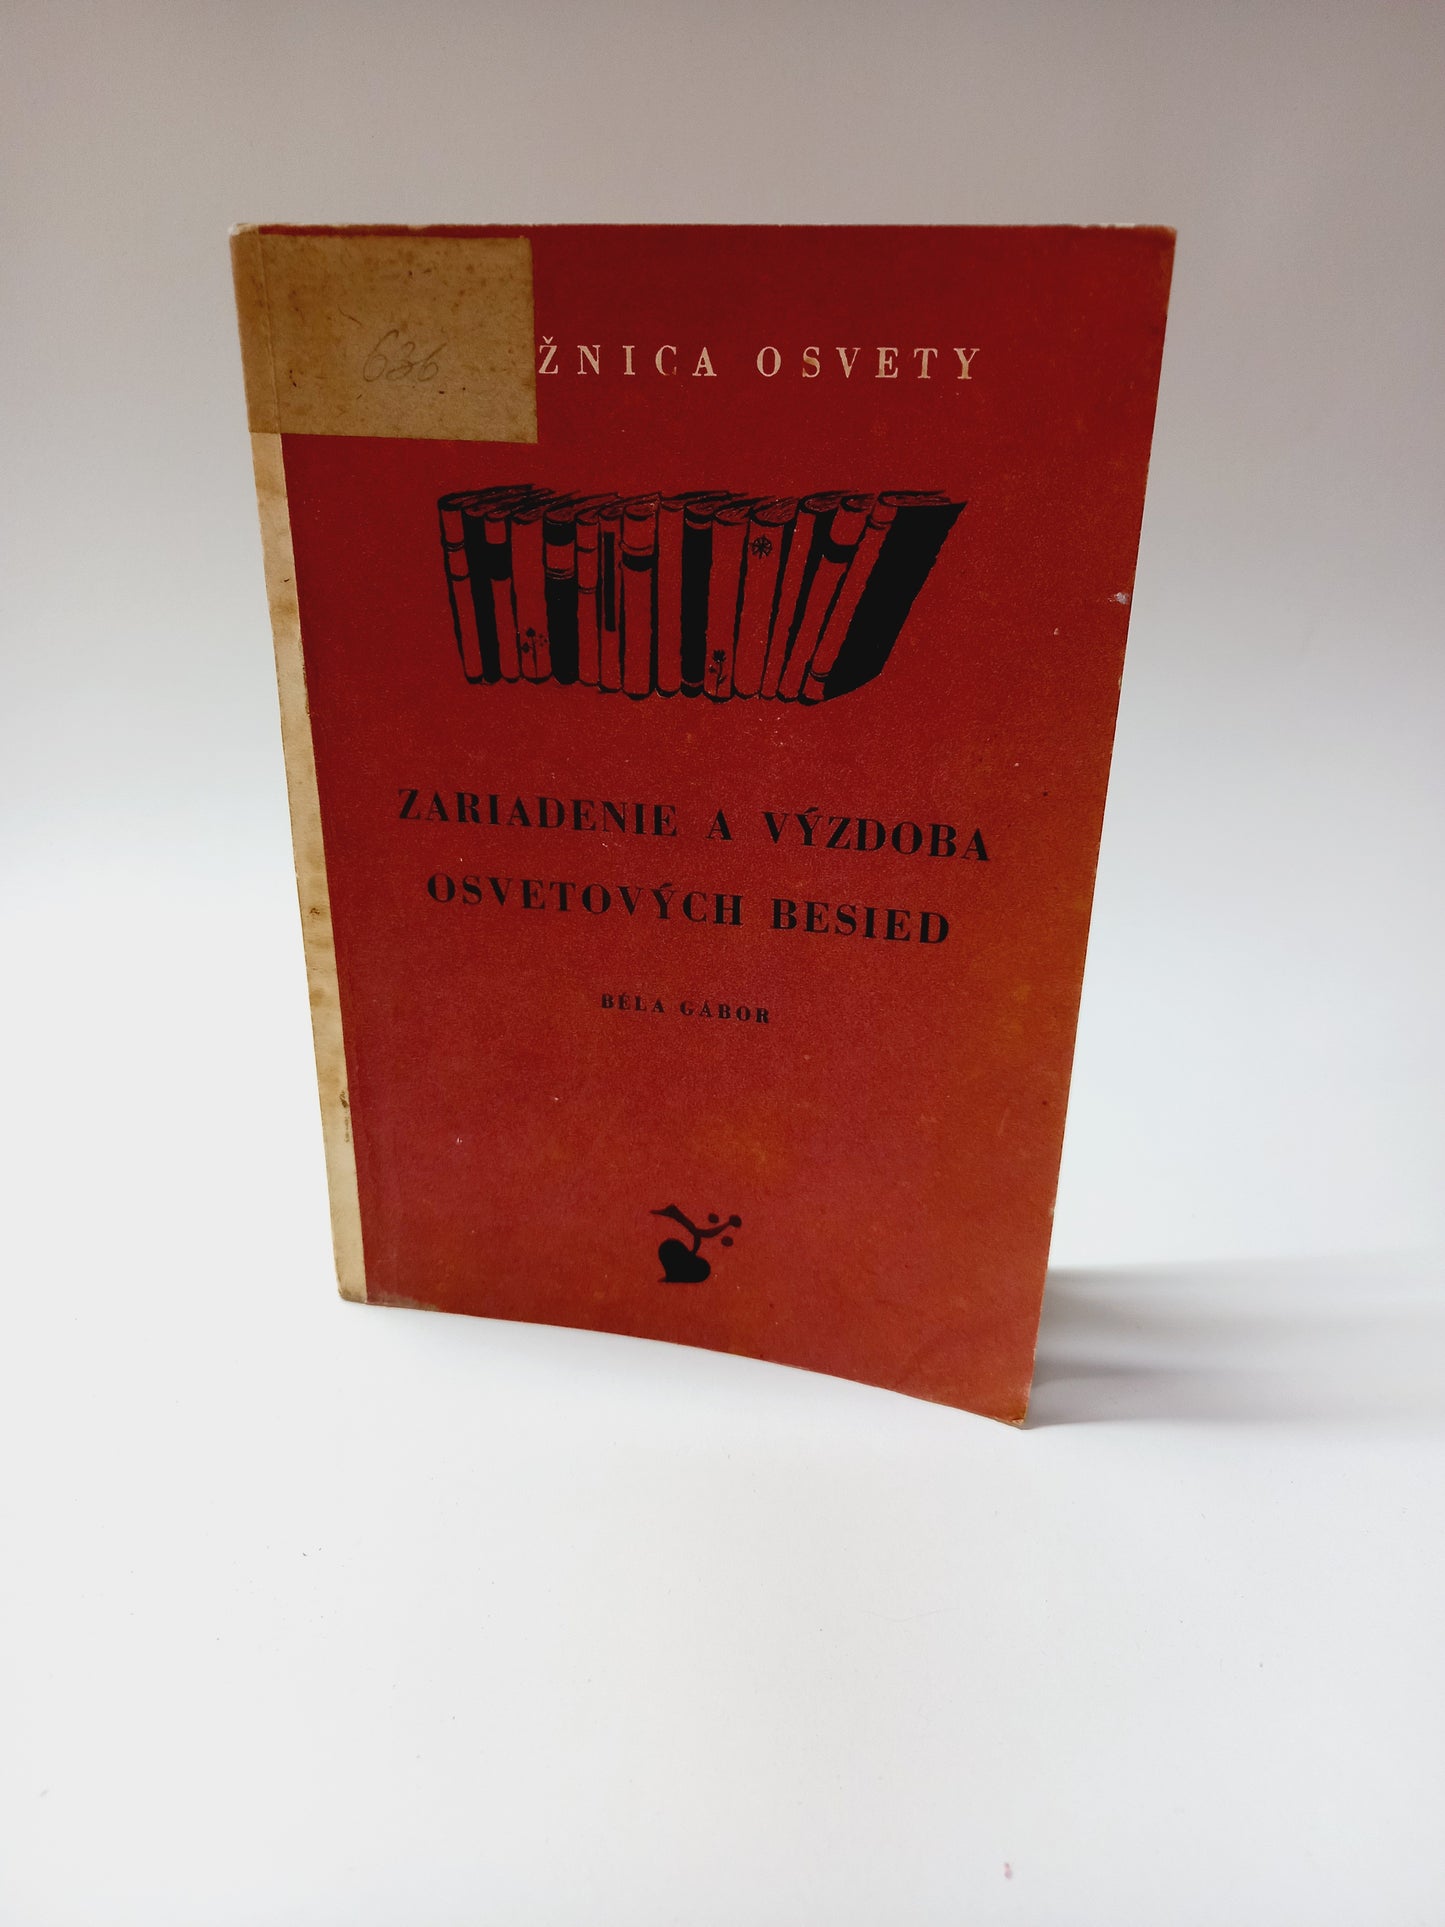 636
ŽNICA OSVETY
ZARIADENIE A VÝZDOBA
OSVETOVÝCH BESIED
BÉLA GÁBOR